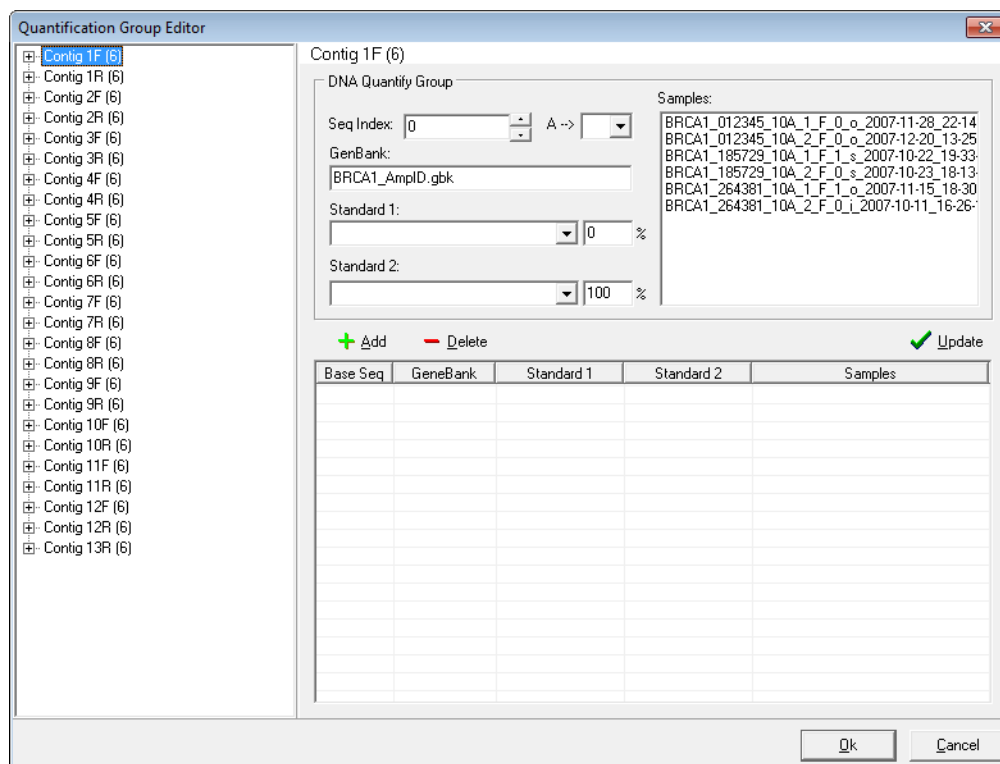 Quantification Group Editor
Contig 1F (6)
Contig 1R (6)
Contig 2F (6)
Contig 2R (6)
Contig 3F (6)
Contig 3R (6)
Contig 4F (6)
Contig 4R (6)
Contig 5F (6)
Contig 5R (6)
Contig 6F (6)
Contig 6R (6)
Contig 7F (6)
Contig 7R (6)
Contig 8F (6)
Contig 8R (6)
Contig 9F (6)
Contig 9R (6)
Contig 10F (6)
Contig 10R (6)
Contig 11F (6)
Contig 11R (6)
Contig 12F (6)
Contig 12R (6)
Contig 13R (6)
Contig 1F (6)
DNA Quantify Group
Seq Index: 0 A -->
GenBank:
BRCA1_AmpID.gbk
Standard 1:
0 %
Standard 2:
100 %
Samples:
BRCA1_012345_10A_1_F_0_o_2007-11-28_22-14
BRCA1_012345_10A_2_F_0_o_2007-12-20_13-25
BRCA1_185729_10A_1_F_1_s_2007-10-22_19-33-
BRCA1_185729_10A_2_F_0_s_2007-10-23_18-13-
BRCA1_264381_10A_1_F_1_o_2007-11-15_18-30
BRCA1_264381_10A_2_F_0_i_2007-10-11_16-26-
Add Delete Update
Base Seq GeneBank Standard 1 Standard 2 Samples
Ok Cancel